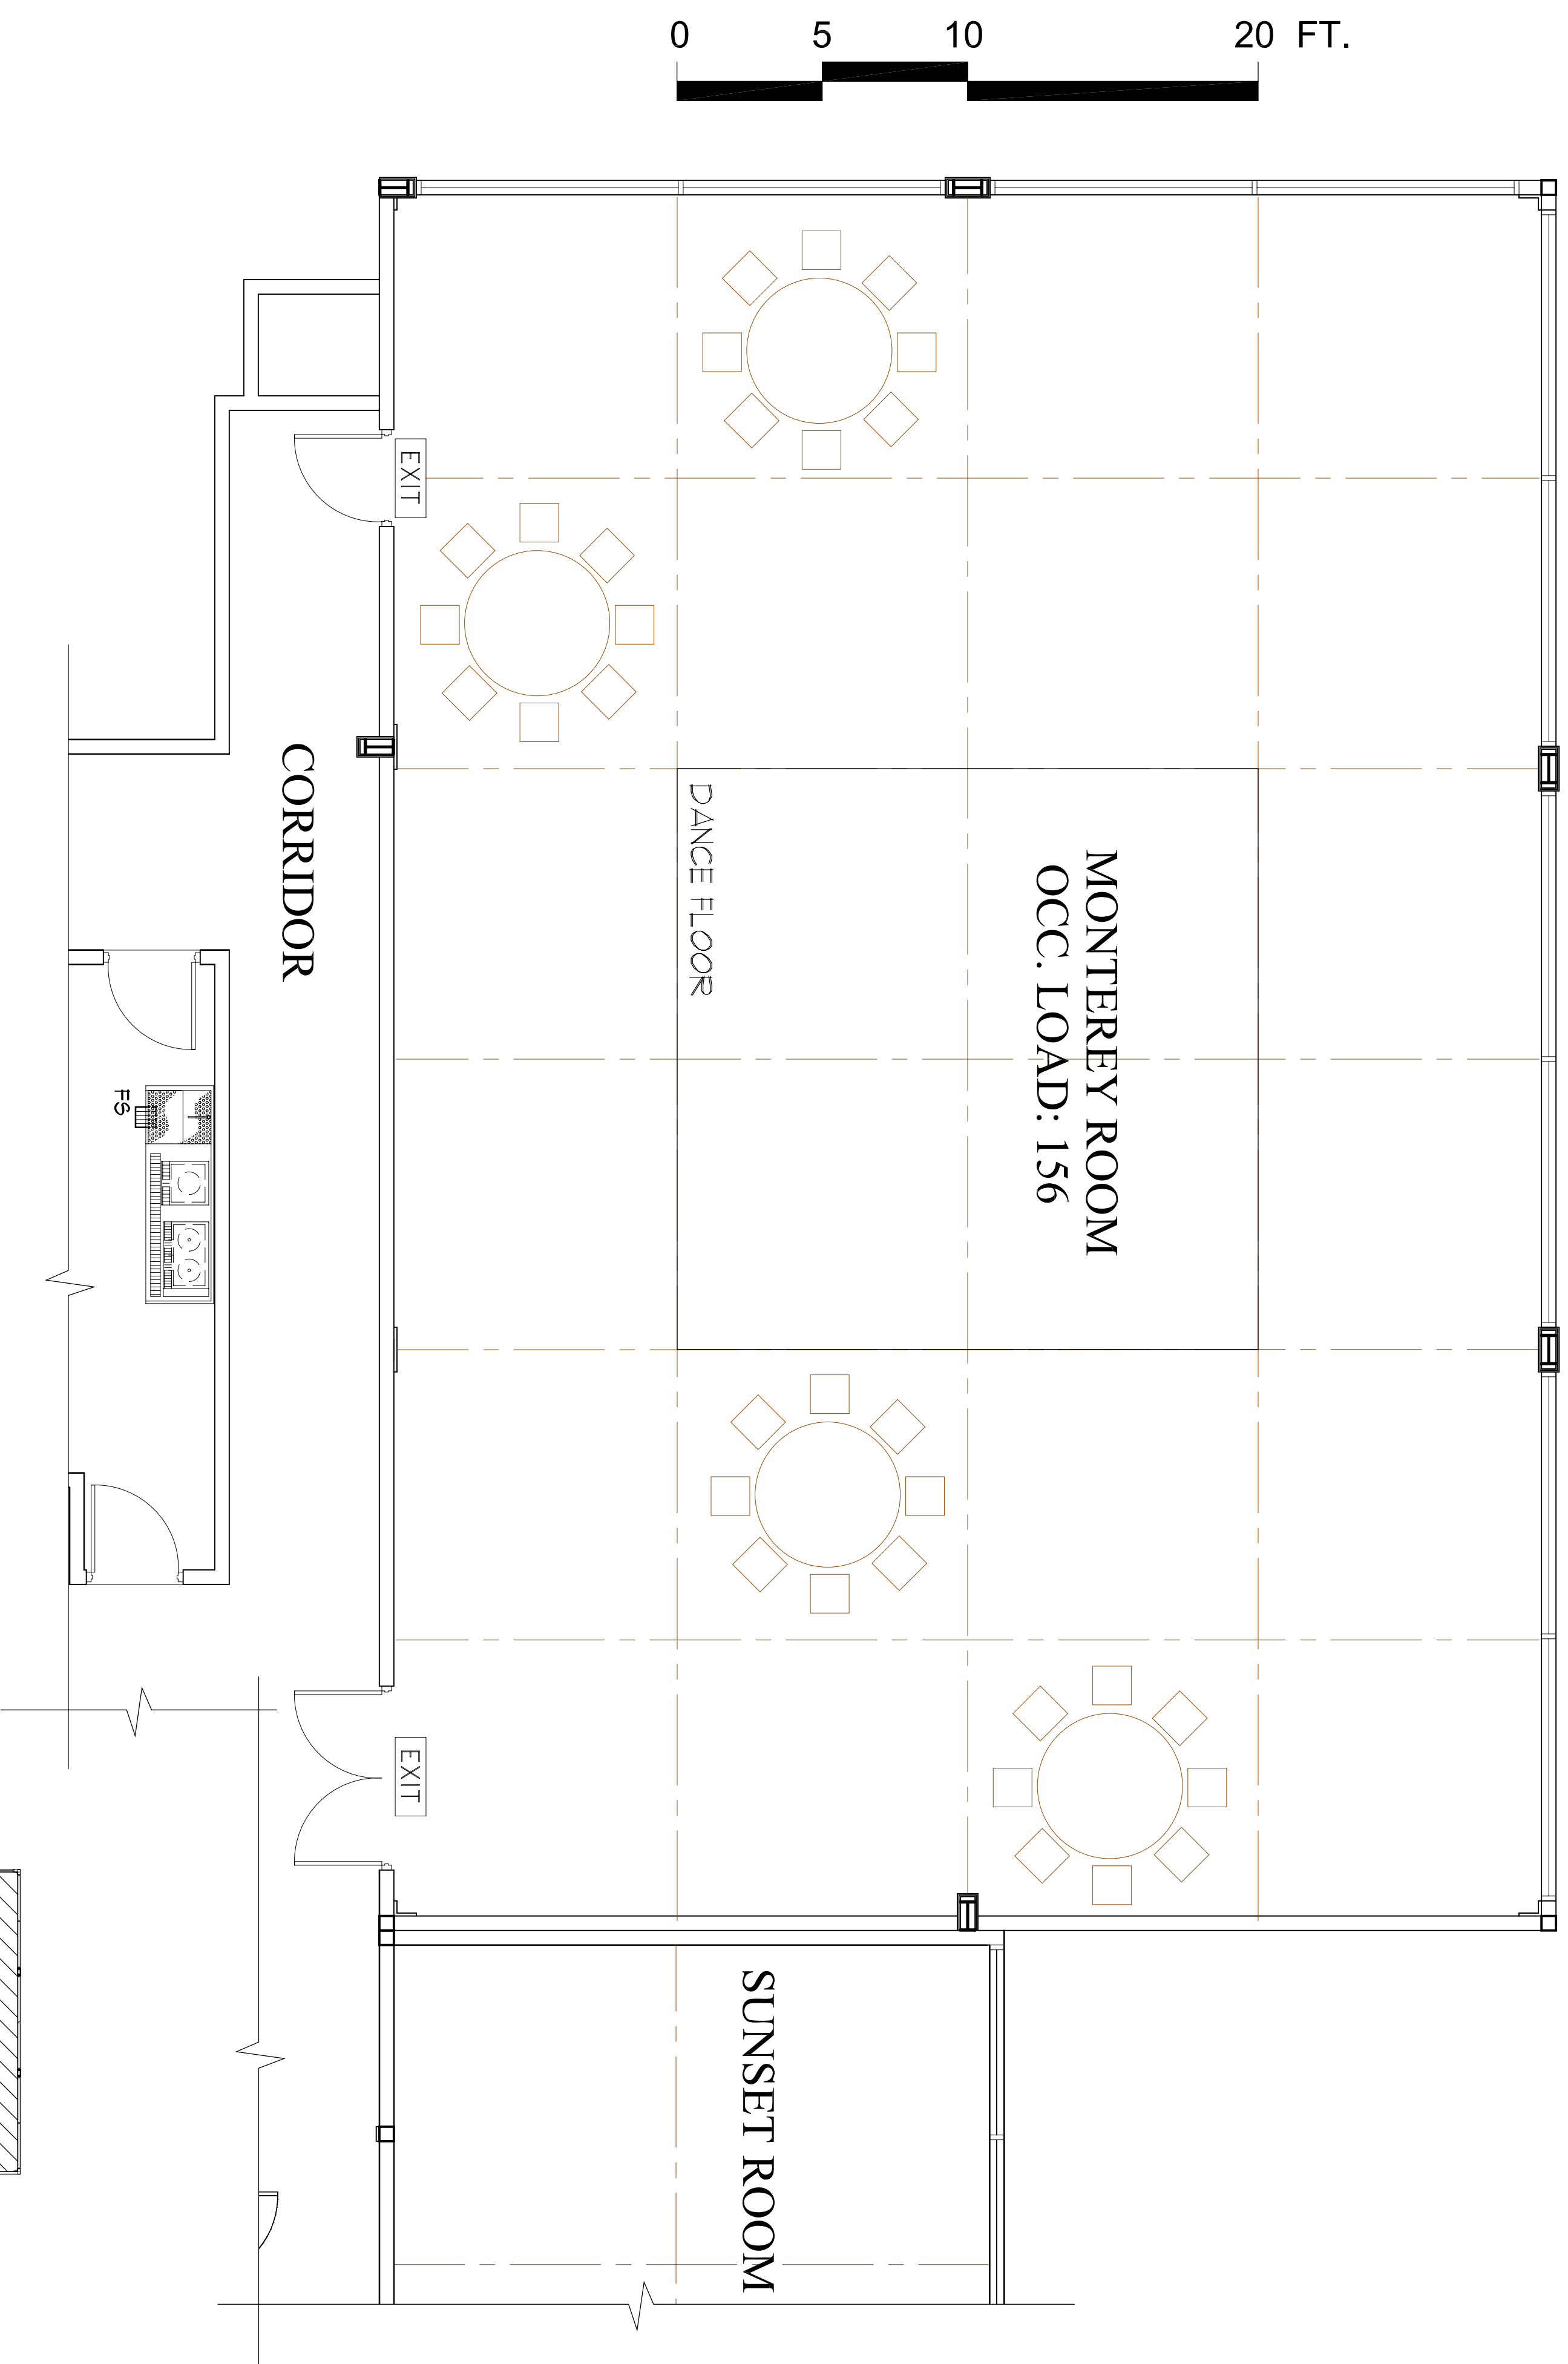 0 5 10 20 FT.
EXIT
CORRIDOR
DANCE FLOOR
MONTEREY ROOM
OCC. LOAD: 156
FS
EXIT
SUNSET ROOM